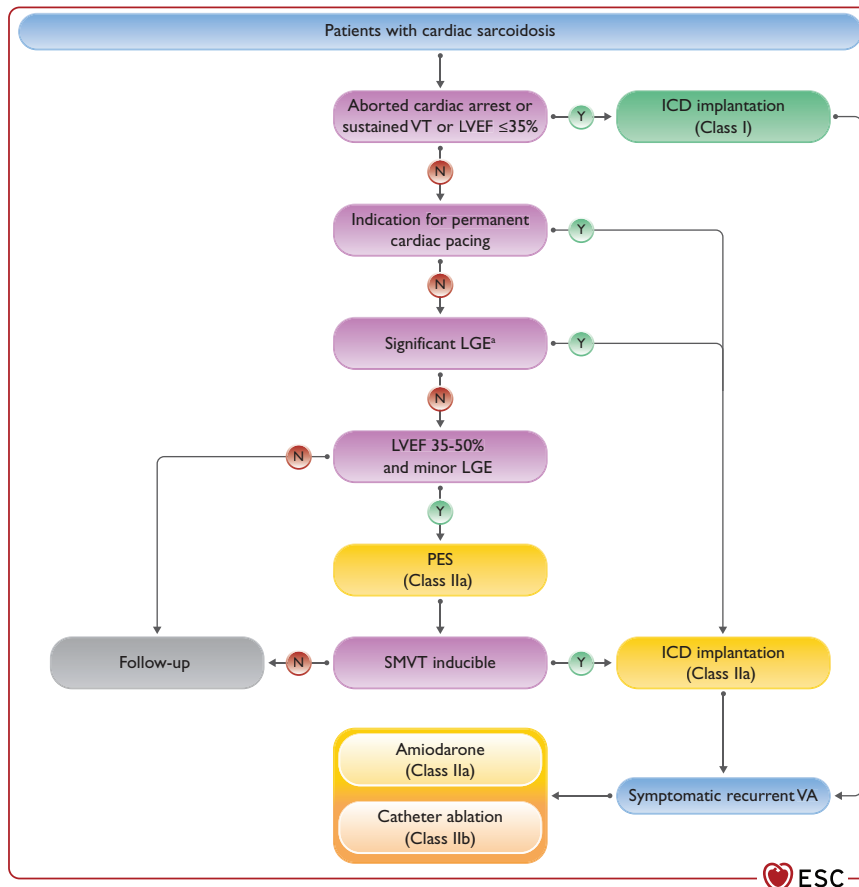 Patients with cardiac sarcoidosis
Aborted cardiac arrest or
sustained VT or LVEF ≤35%
Y
ICD implantation
(Class I)
N
Indication for permanent
cardiac pacing
Y
N
Significant LGEᵃ
Y
N
LVEF 35-50%
and minor LGE
N
Y
PES
(Class IIa)
Follow-up
N
SMVT inducible
Y
ICD implantation
(Class IIa)
Amiodarone
(Class IIa)
Symptomatic recurrent VA
Catheter ablation
(Class IIb)
ESC